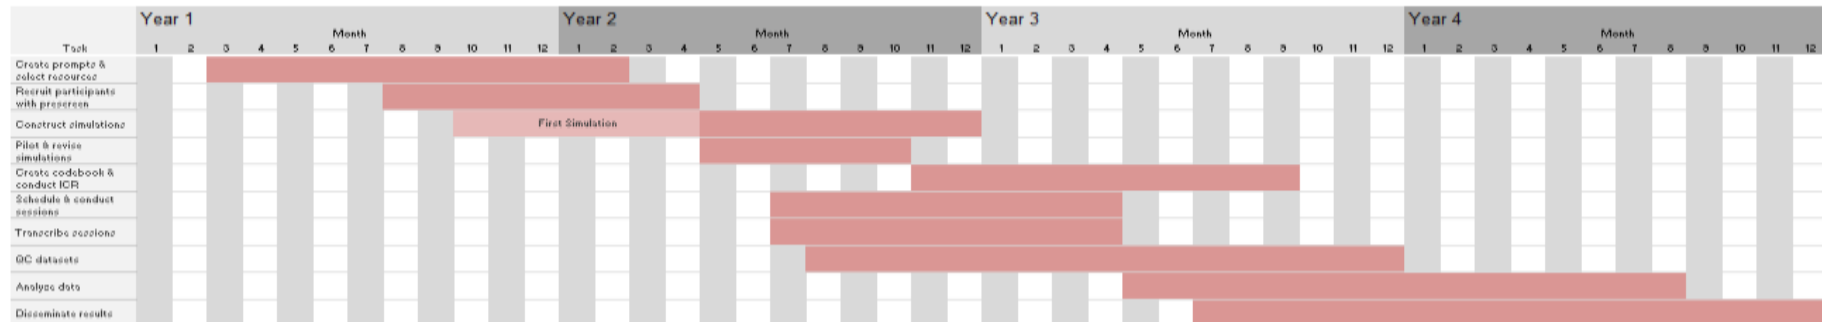 Year 1 Year 2 Year 3 Year 4
Month Month Month Month
Task 1 2 3 4 5 6 7 8 9 10 11 12 1 2 3 4 5 6 7 8 9 10 11 12 1 2 3 4 5 6 7 8 9 10 11 12 1 2 3 4 5 6 7 8 9 10 11 12
Create prompts &
select resources
Recruit participants
with prescreen
Construct simulations First Simulation
Pilot & revise
simulations
Create codebook &
conduct ICR
Schedule & conduct
sessions
Transcribe sessions
QC datasets
Analyze data
Disseminate results